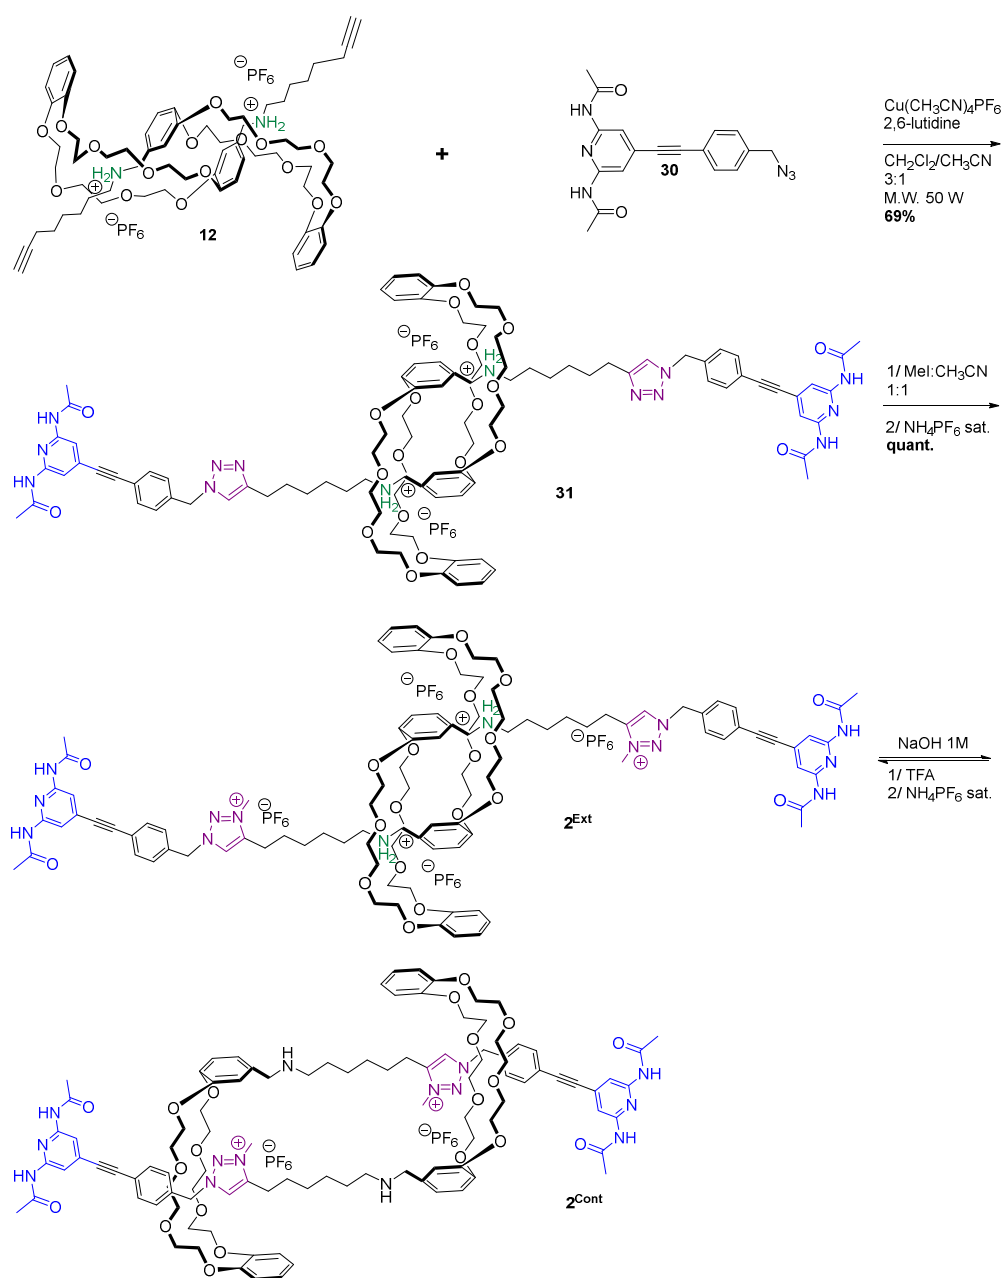 ⊖PF6
⊕
NH2
H2N
⊕
⊖PF6
12
O
NH
N
30
NH
O
N3
+
Cu(CH3CN)4PF6
2,6-lutidine
CH2Cl2/CH3CN
3:1
M.W. 50 W
69%
⊖PF6
H2
N
⊕
N
N=N
O
NH
N
NH
O
1/ MeI:CH3CN
1:1
2/ NH4PF6 sat.
quant.
O
HN
N
HN
O
N=N
N
N
H2
⊕
⊖PF6
31
⊖PF6
H2
N
⊕
⊖PF6
N
N-N
⊕
O
NH
N
NH
O
NaOH 1M
1/ TFA
2/ NH4PF6 sat.
O
HN
N
HN
O
⊕
N-N
N
⊖PF6
N
H2
⊕
⊖PF6
2Ext
H
N
N
N-N
⊕
⊖PF6
O
NH
N
NH
O
O
HN
N
HN
O
⊕
N-N
N
⊖PF6
N
H
2Cont